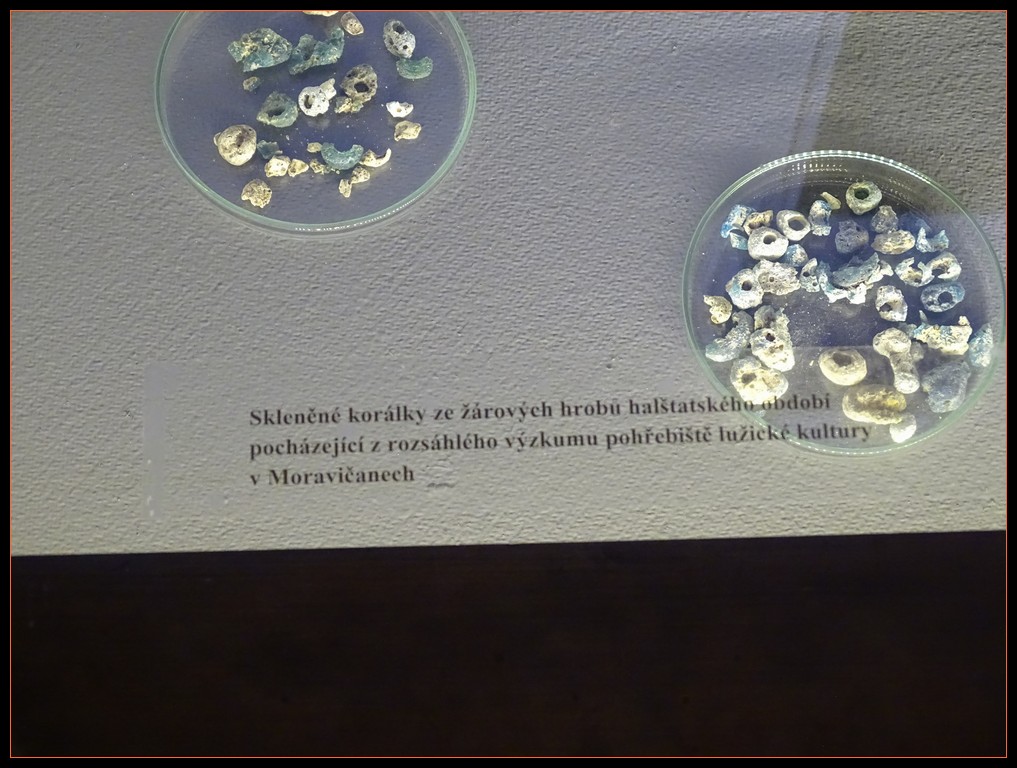 Skleněné korálky ze žárových hrobů halštatského období
pocházející z rozsáhlého výzkumu pohřebiště lužické kultury
v Moravičanech